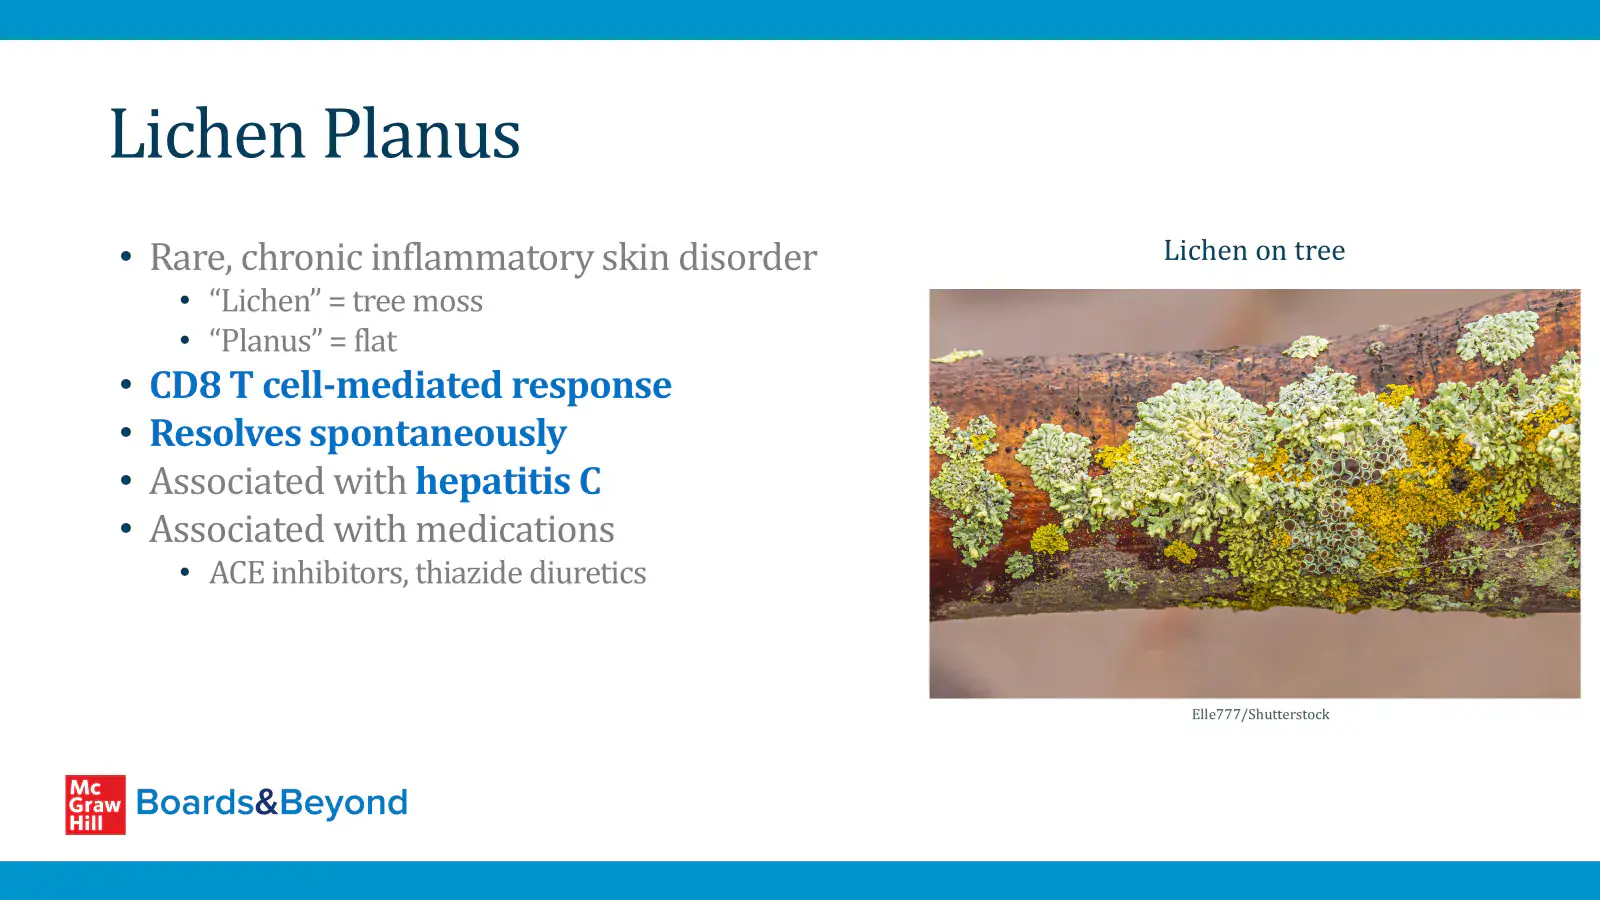 Lichen Planus
• Rare, chronic inflammatory skin disorder
• “Lichen” = tree moss
• “Planus” = flat
• CD8 T cell-mediated response
• Resolves spontaneously
• Associated with hepatitis C
• Associated with medications
• ACE inhibitors, thiazide diuretics
Lichen on tree
Elle777/Shutterstock
Mc
Graw
Hill
Boards&Beyond